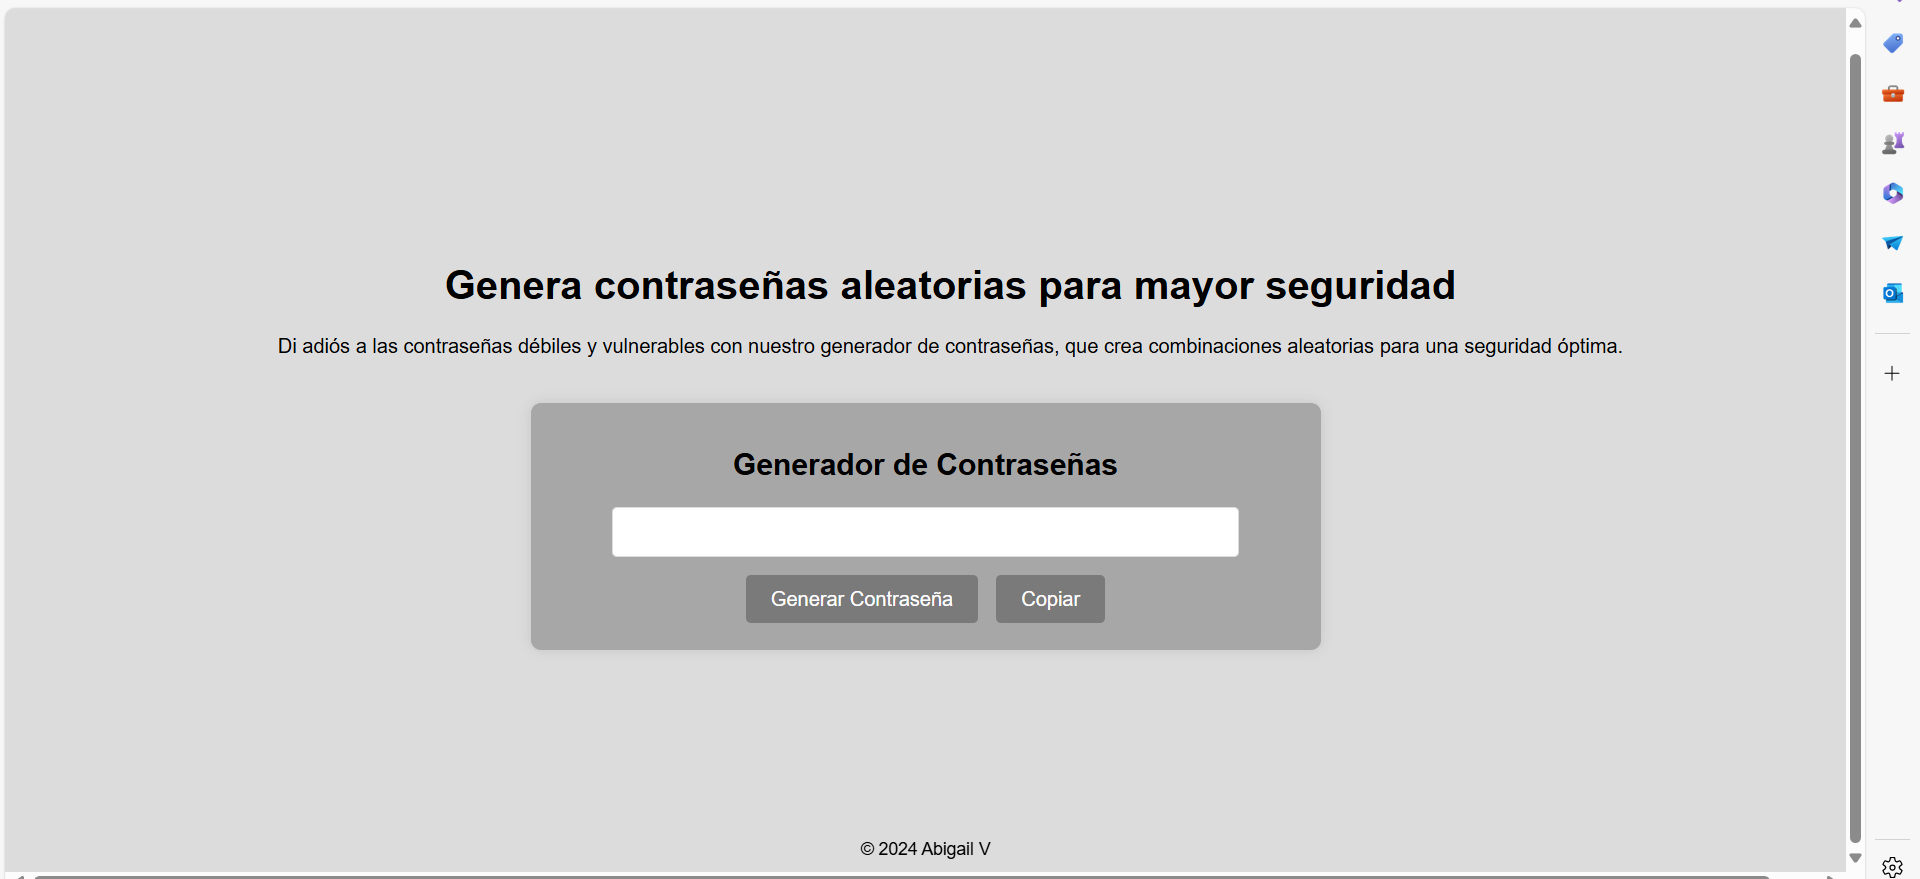 Genera contraseñas aleatorias para mayor seguridad
Di adiós a las contraseñas débiles y vulnerables con nuestro generador de contraseñas, que crea combinaciones aleatorias para una seguridad óptima.
Generador de Contraseñas
Generar Contraseña
Copiar
© 2024 Abigail V